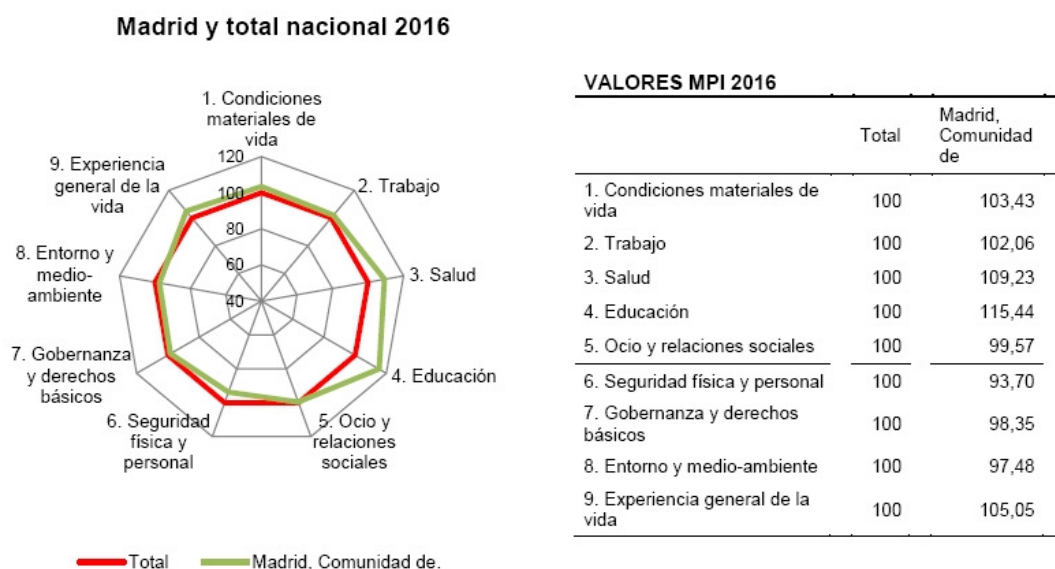 Madrid y total nacional 2016
1. Condiciones
materiales de
vida
120
100
80
60
40
2. Trabajo
3. Salud
4. Educación
5. Ocio y
relaciones
sociales
6. Seguridad
física y
personal
7. Gobernanza
y derechos
básicos
8. Entorno y
medio-
ambiente
9. Experiencia
general de la
vida
Total
Madrid, Comunidad de.
VALORES MPI 2016
Total
Madrid,
Comunidad
de
1. Condiciones materiales de
vida
100
103,43
2. Trabajo 100 102,06
3. Salud 100 109,23
4. Educación 100 115,44
5. Ocio y relaciones sociales 100 99,57
6. Seguridad física y personal 100 93,70
7. Gobernanza y derechos
básicos
100
98,35
8. Entorno y medio-ambiente 100 97,48
9. Experiencia general de la
vida
100
105,05